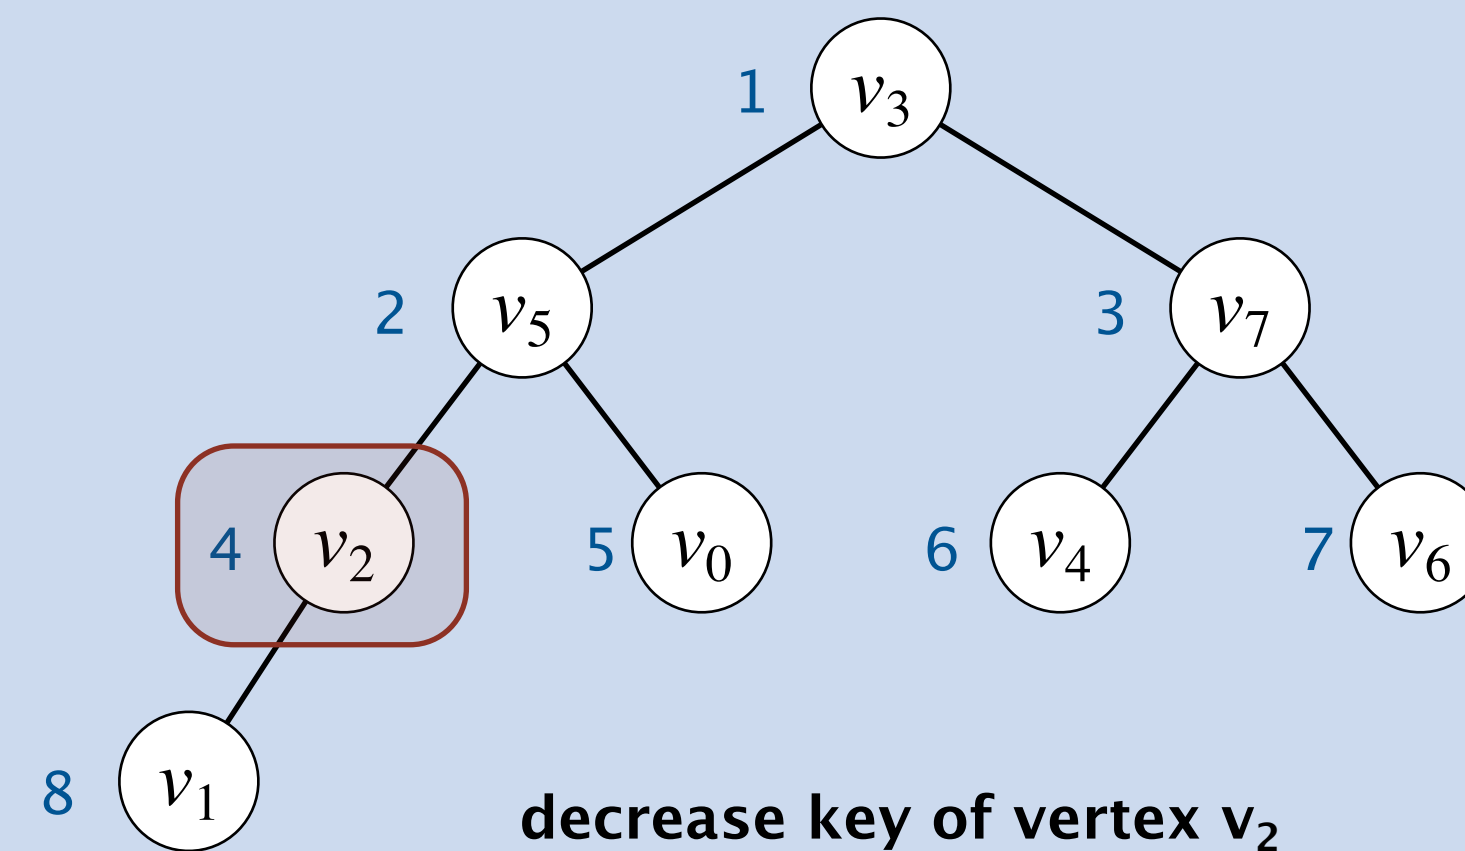 1 v₃
2 v₅ 3 v₇
4 v₂ 5 v₀ 6 v₄ 7 v₆
8 v₁
decrease key of vertex v₂